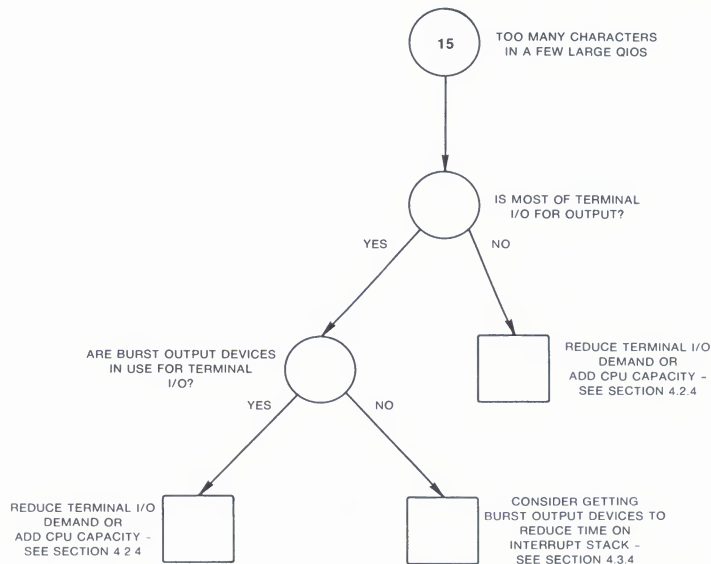 15
TOO MANY CHARACTERS
IN A FEW LARGE QIOS
IS MOST OF TERMINAL
I/O FOR OUTPUT?
YES
NO
ARE BURST OUTPUT DEVICES
IN USE FOR TERMINAL
I/O?
REDUCE TERMINAL I/O
DEMAND OR
ADD CPU CAPACITY -
SEE SECTION 4.2.4
YES
NO
REDUCE TERMINAL I/O
DEMAND OR
ADD CPU CAPACITY -
SEE SECTION 4 2 4
CONSIDER GETTING
BURST OUTPUT DEVICES TO
REDUCE TIME ON
INTERRUPT STACK -
SEE SECTION 4.3.4